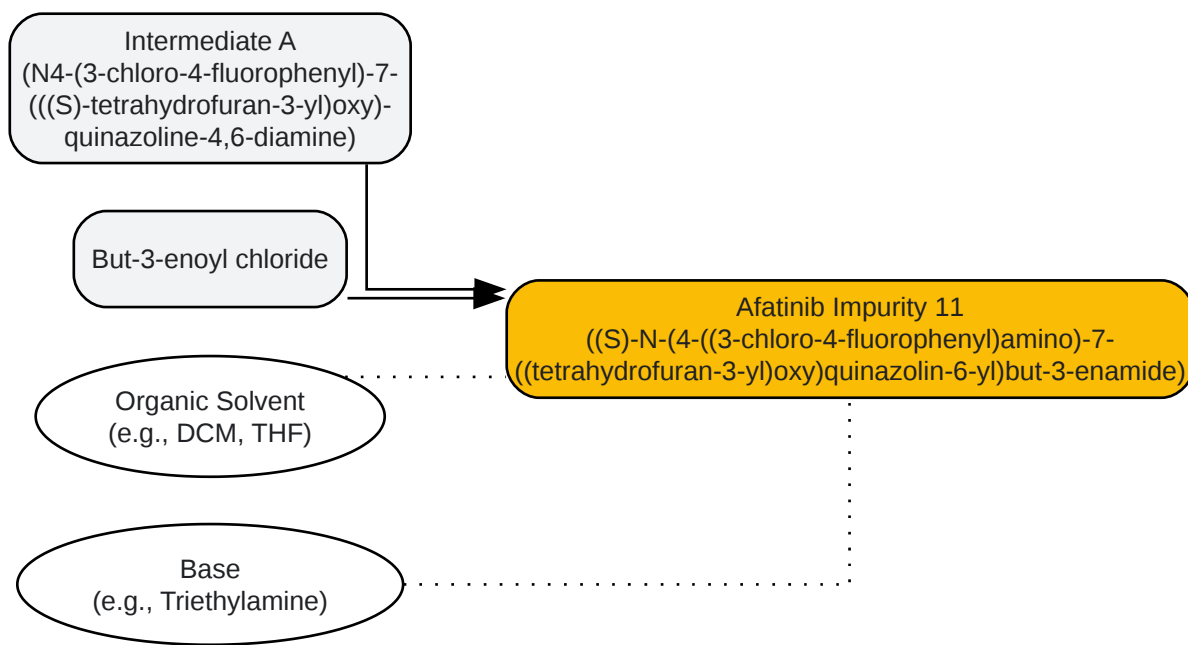 Intermediate A
(N4-(3-chloro-4-fluorophenyl)-7-
(((S)-tetrahydrofuran-3-yl)oxy)-
quinazoline-4,6-diamine)
But-3-enoyl chloride
Afatinib Impurity 11
((S)-N-(4-((3-chloro-4-fluorophenyl)amino)-7-
((tetrahydrofuran-3-yl)oxy)quinazolin-6-yl)but-3-enamide)
Organic Solvent
(e.g., DCM, THF)
Base
(e.g., Triethylamine)